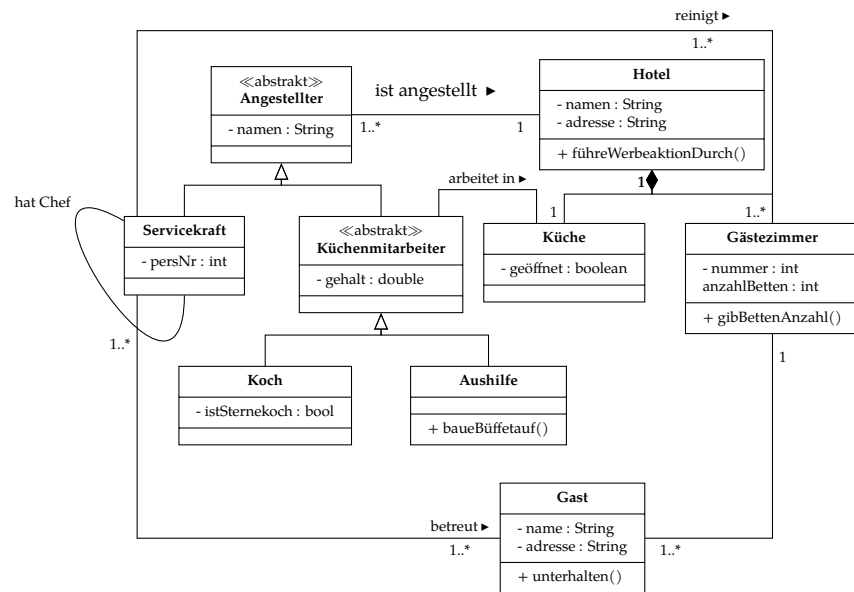 reinigt ▸
1..*
≪abstrakt≫
Angestellter
- namen : String
ist angestellt ▸
1..*
1
Hotel
- namen : String
- adresse : String
+ führeWerbeaktionDurch()
1
hat Chef
Servicekraft
- persNr : int
1..*
≪abstrakt≫
Küchenmitarbeiter
- gehalt : double
arbeitet in ▸
1
Küche
- geöffnet : boolean
1..*
Gästezimmer
- nummer : int
anzahlBetten : int
+ gibBettenAnzahl()
1
Koch
- istSternekoch : bool
Aushilfe
+ baueBüffetauf()
betreut ▸
1..*
Gast
- name : String
- adresse : String
+ unterhalten()
1..*